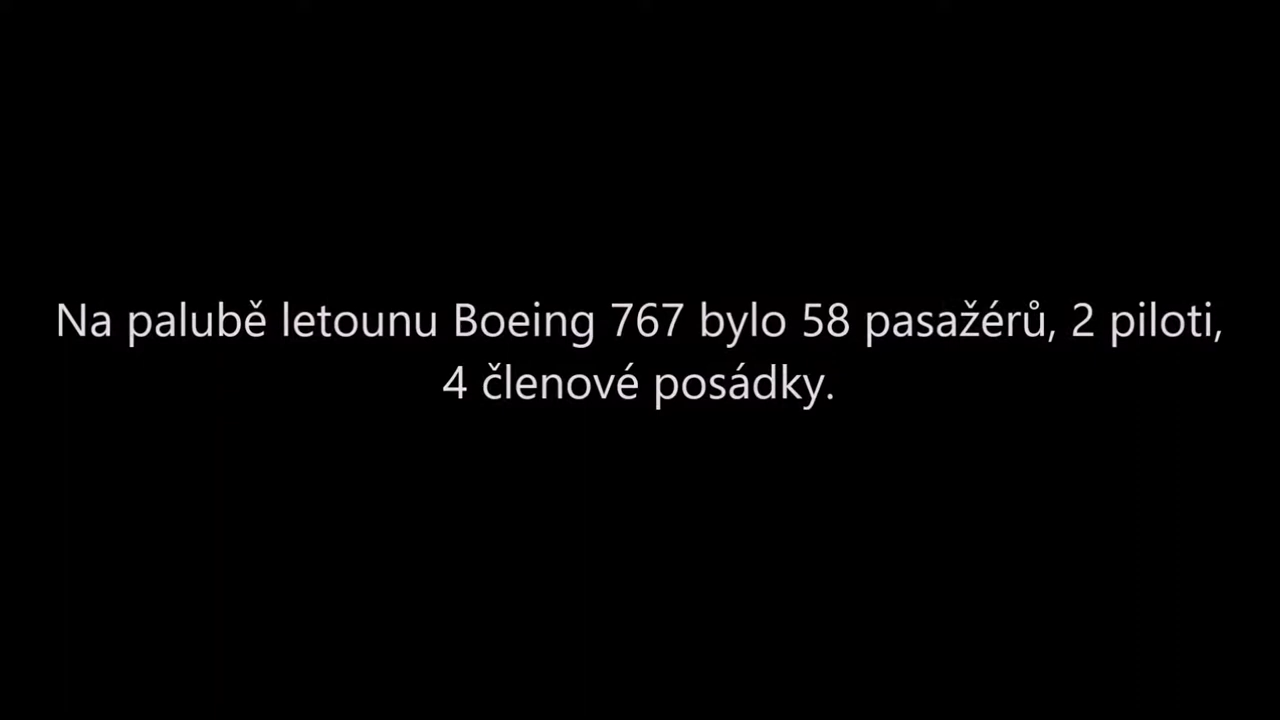 Na palubě letounu Boeing 767 bylo 58 pasažérů, 2 piloti,
4 členové posádky.